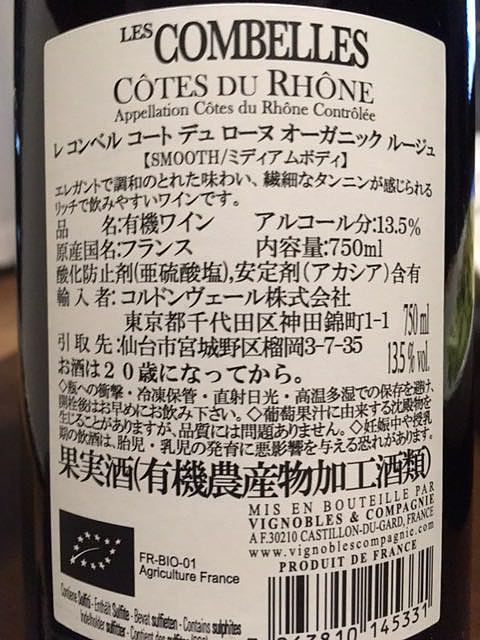 LES COMBELLES
CÔTES DU RHÔNE
Appellation Côtes du Rhône Contrôlée
レ コンベル コート デュ ローヌ オーガニック ルージュ
【SMOOTH/ミディアムボディ】
エレガントで調和のとれた味わい、繊細なタンニンが感じられる
リッチで飲みやすいワインです。
品 名:有機ワイン アルコール分:13.5%
原産国名:フランス 内容量:750ml
酸化防止剤(亜硫酸塩),安定剤(アカシア)含有
輸入者:コルドンヴェール株式会社
東京都千代田区神田錦町1-1
750 ml
引取先:仙台市宮城野区榴岡3-7-35
13.5% vol.
お酒は20歳になってから。
◇瓶への衝撃・冷凍保管・直射日光・高温多湿での保存を避け、
開栓後はお早めにお飲み下さい。◇葡萄果汁に由来する沈殿物を
生じることがありますが、品質には問題ありません。◇妊娠中や授乳
期の飲酒は、胎児・乳児の発育に悪影響を与える恐れがあります。
果実酒(有機農産物加工酒類)
MIS EN BOUTEILLE PAR
VIGNOBLES & COMPAGNIE
A F.30210 CASTILLON-DU-GARD, FRANCE
www.vignoblescompagnie.com
PRODUIT DE FRANCE
FR-BIO-01
Agriculture France
Contient Sulfiti - Enthält Sulfite - Bevat sulfieten - Contains sulphites
Indeholder sulfitter - Contient des sulfites
145331